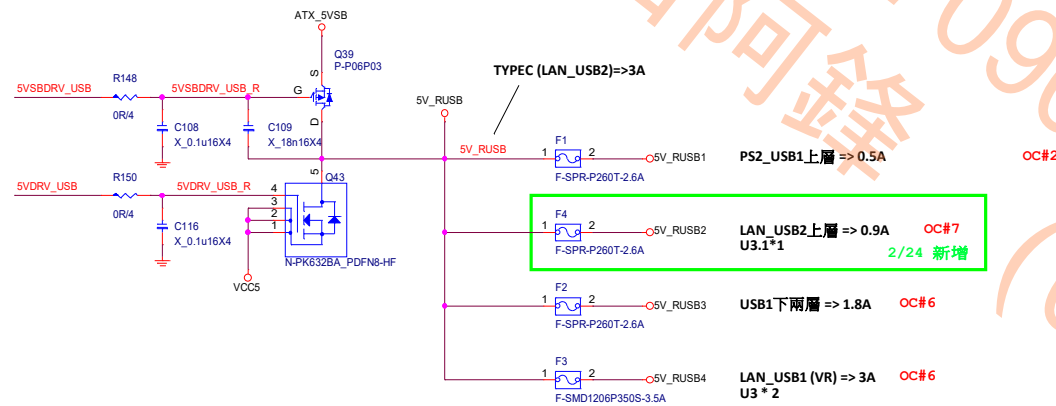 ATX_5VSB
Q39
P-P06P03
S
G
D
5VSBDRV_USB
R148
0R/4
5VSBDRV_USB_R
C108
X_0.1u16X4
C109
X_18n16X4
5VDRV_USB
R150
0R/4
5VDRV_USB_R
C116
X_0.1u16X4
Q43
5
4
3
2
1
N-PK632BA_PDFN8-HF
VCC5
TYPEC (LAN_USB2)=>3A
5V_RUSB
5V_RUSB
F1
1 2
F-SPR-P260T-2.6A
5V_RUSB1
PS2_USB1上層 => 0.5A
OC#2
F4
1 2
F-SPR-P260T-2.6A
5V_RUSB2
LAN_USB2上層 => 0.9A
U3.1*1
OC#7
2/24 新增
F2
1 2
F-SPR-P260T-2.6A
5V_RUSB3
USB1下兩層 => 1.8A
OC#6
F3
1 2
F-SMD1206P350S-3.5A
5V_RUSB4
LAN_USB1 (VR) => 3A
U3 * 2
OC#6
阿鋒
090
(